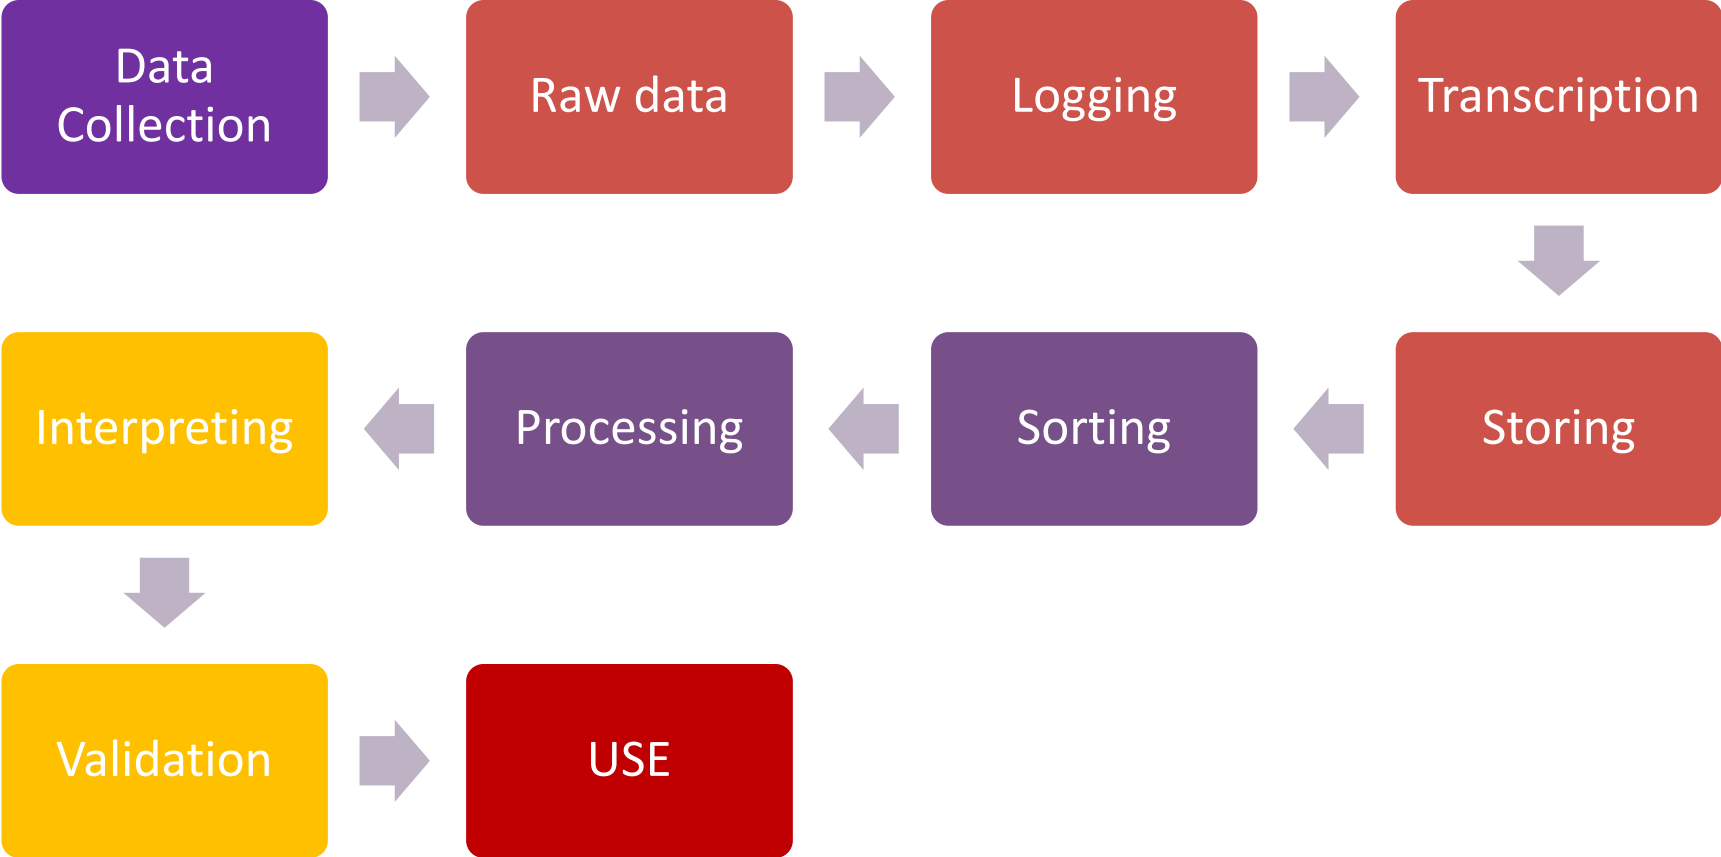 Data
Collection
Raw data
Logging
Transcription
Storing
Sorting
Processing
Interpreting
Validation
USE